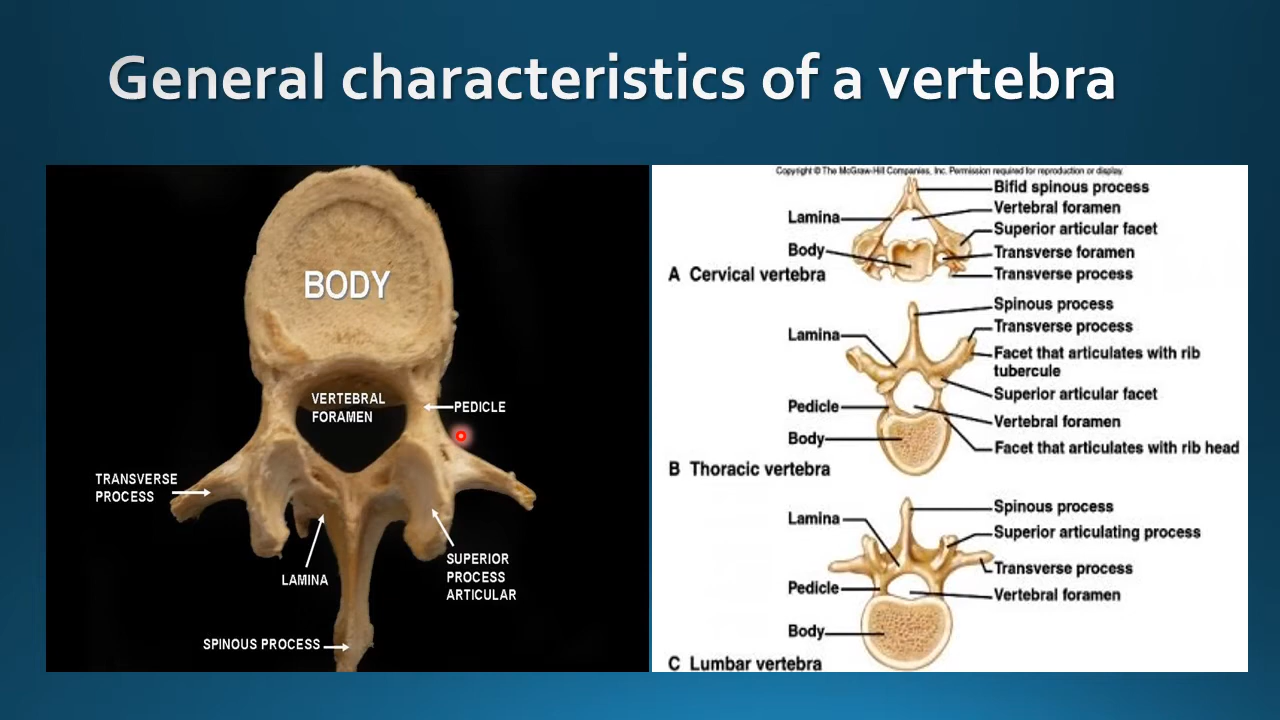 General characteristics of a vertebra
BODY
VERTEBRAL
FORAMEN
PEDICLE
TRANSVERSE
PROCESS
LAMINA
SUPERIOR
PROCESS
ARTICULAR
SPINOUS PROCESS
Copyright © The McGraw-Hill Companies, Inc. Permission required for reproduction or display.
Bifid spinous process
Vertebral foramen
Lamina
Superior articular facet
Body
Transverse foramen
A Cervical vertebra
Transverse process
Spinous process
Transverse process
Lamina
Facet that articulates with rib
tubercule
Superior articular facet
Pedicle
Vertebral foramen
Body
Facet that articulates with rib head
B Thoracic vertebra
Spinous process
Lamina
Superior articulating process
Transverse process
Pedicle
Vertebral foramen
Body
C Lumbar vertebra